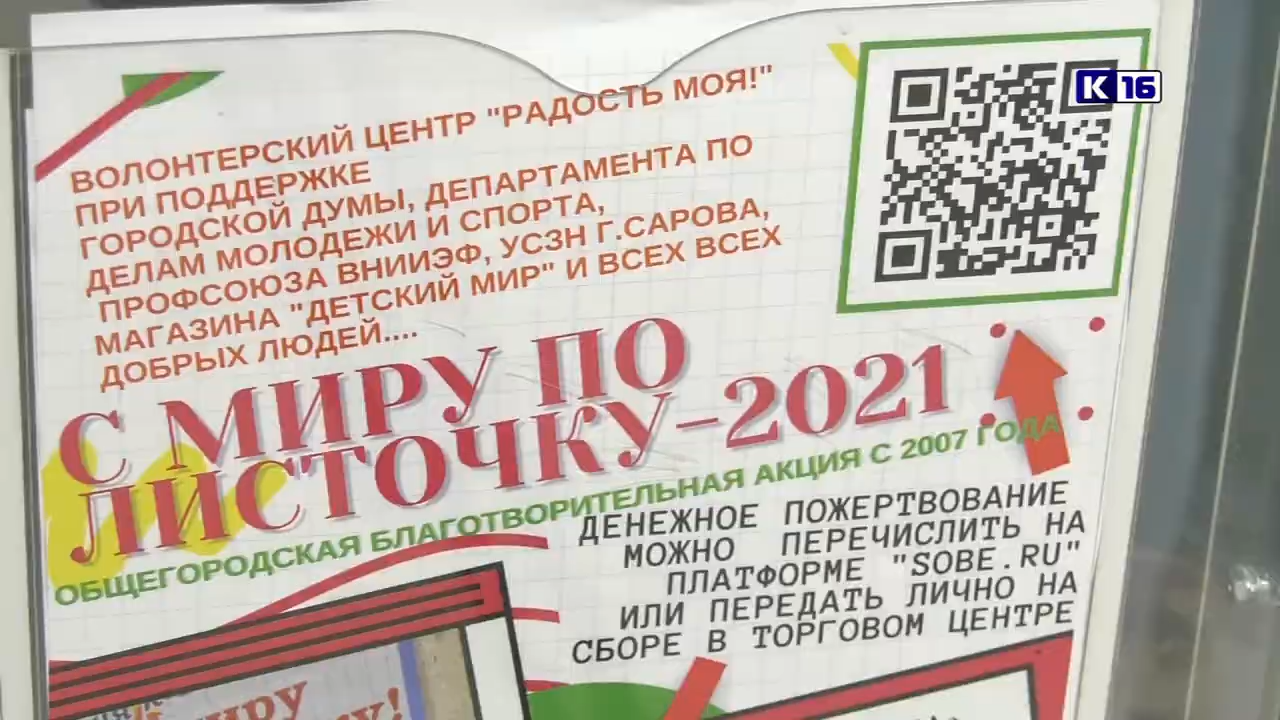 К 16
ВОЛОНТЕРСКИЙ ЦЕНТР "РАДОСТЬ МОЯ!"
ПРИ ПОДДЕРЖКЕ
ГОРОДСКОЙ ДУМЫ, ДЕПАРТАМЕНТА ПО
ДЕЛАМ МОЛОДЕЖИ И СПОРТА,
ПРОФСОЮЗА ВНИИЭФ, УСЗН Г.САРОВА,
МАГАЗИНА "ДЕТСКИЙ МИР" И ВСЕХ ВСЕХ
ДОБРЫХ ЛЮДЕЙ....
С МИРУ ПО
ЛИСТОЧКУ-2021
ОБЩЕГОРОДСКАЯ БЛАГОТВОРИТЕЛЬНАЯ АКЦИЯ С 2007 ГОДА
ДЕНЕЖНОЕ ПОЖЕРТВОВАНИЕ
МОЖНО ПЕРЕЧИСЛИТЬ НА
ПЛАТФОРМЕ "SOBE.RU"
ИЛИ ПЕРЕДАТЬ ЛИЧНО НА
СБОРЕ В ТОРГОВОМ ЦЕНТРЕ